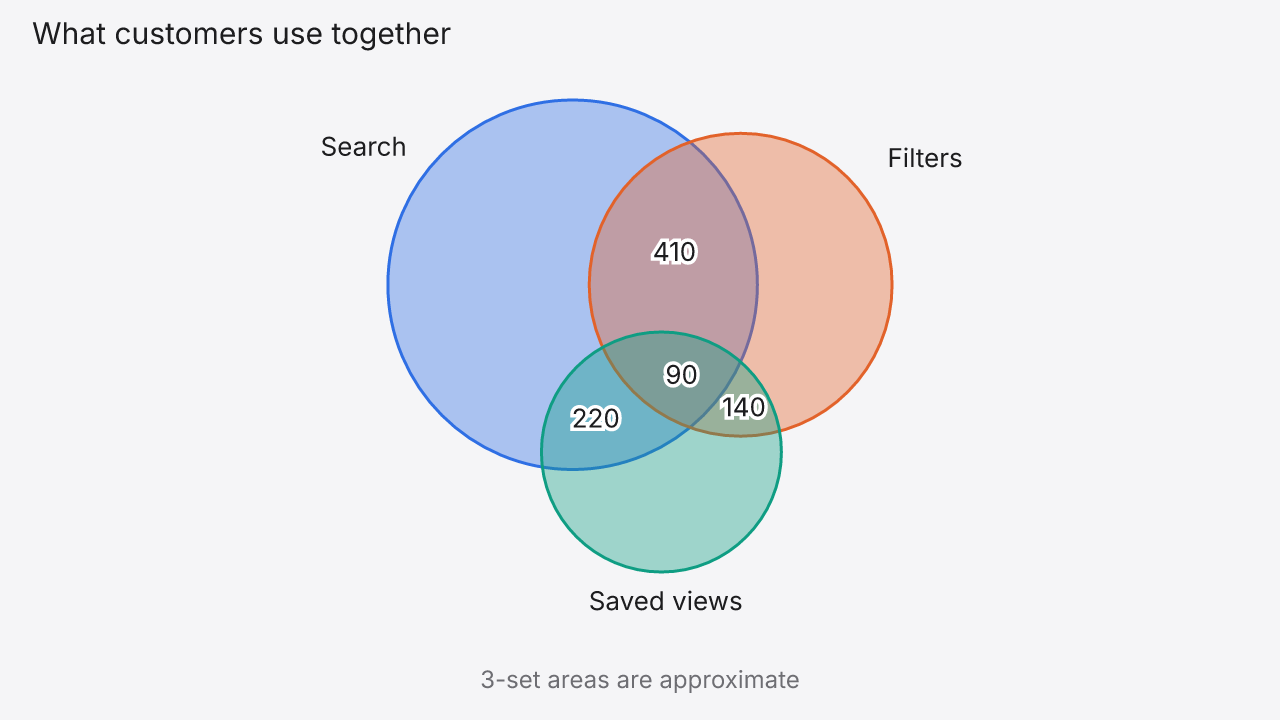 What customers use together
Search
Filters
410
90
140
220
Saved views
3-set areas are approximate